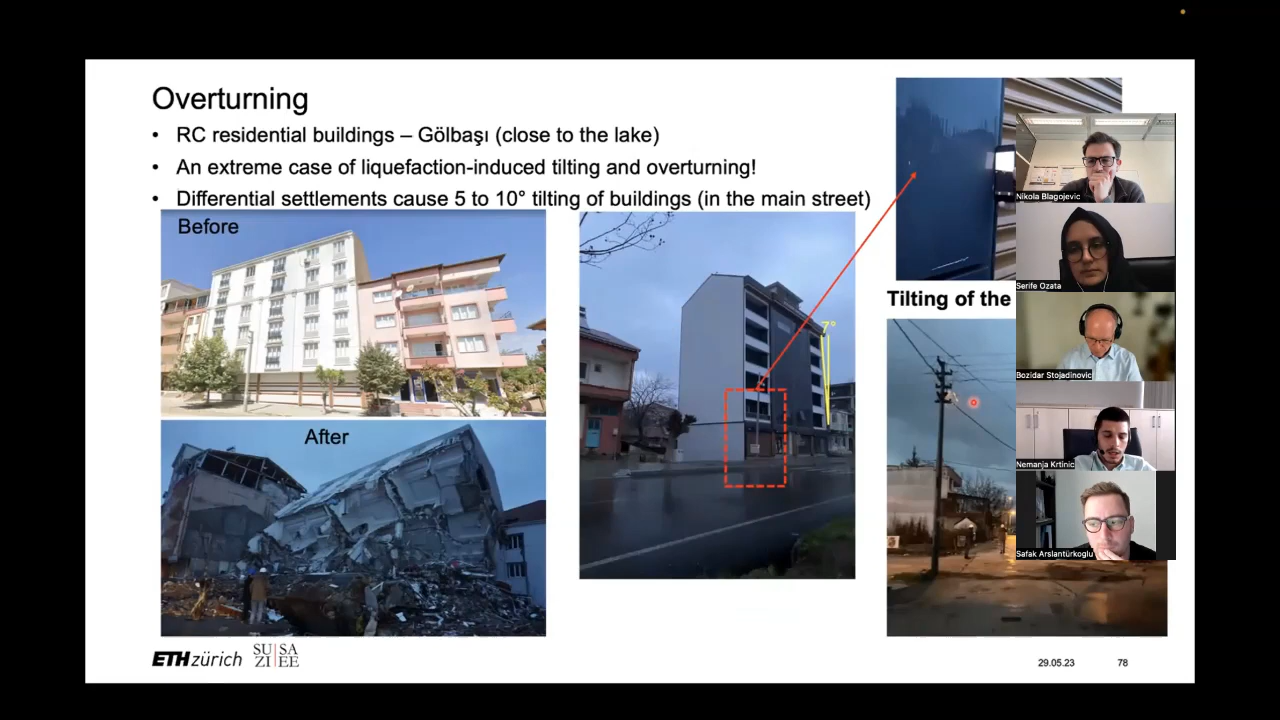 Overturning
• RC residential buildings – Gölbaşı (close to the lake)
• An extreme case of liquefaction-induced tilting and overturning!
• Differential settlements cause 5 to 10° tilting of buildings (in the main street)
Before
After
7°
Tilting of the
Nikola Blagojevic
Serife Ozata
Bozidar Stojadinovic
Nemanja Krtinic
Safak Arslantürkoglu
ETH zürich
SU|SA
ZI|EE
29.05.23
78